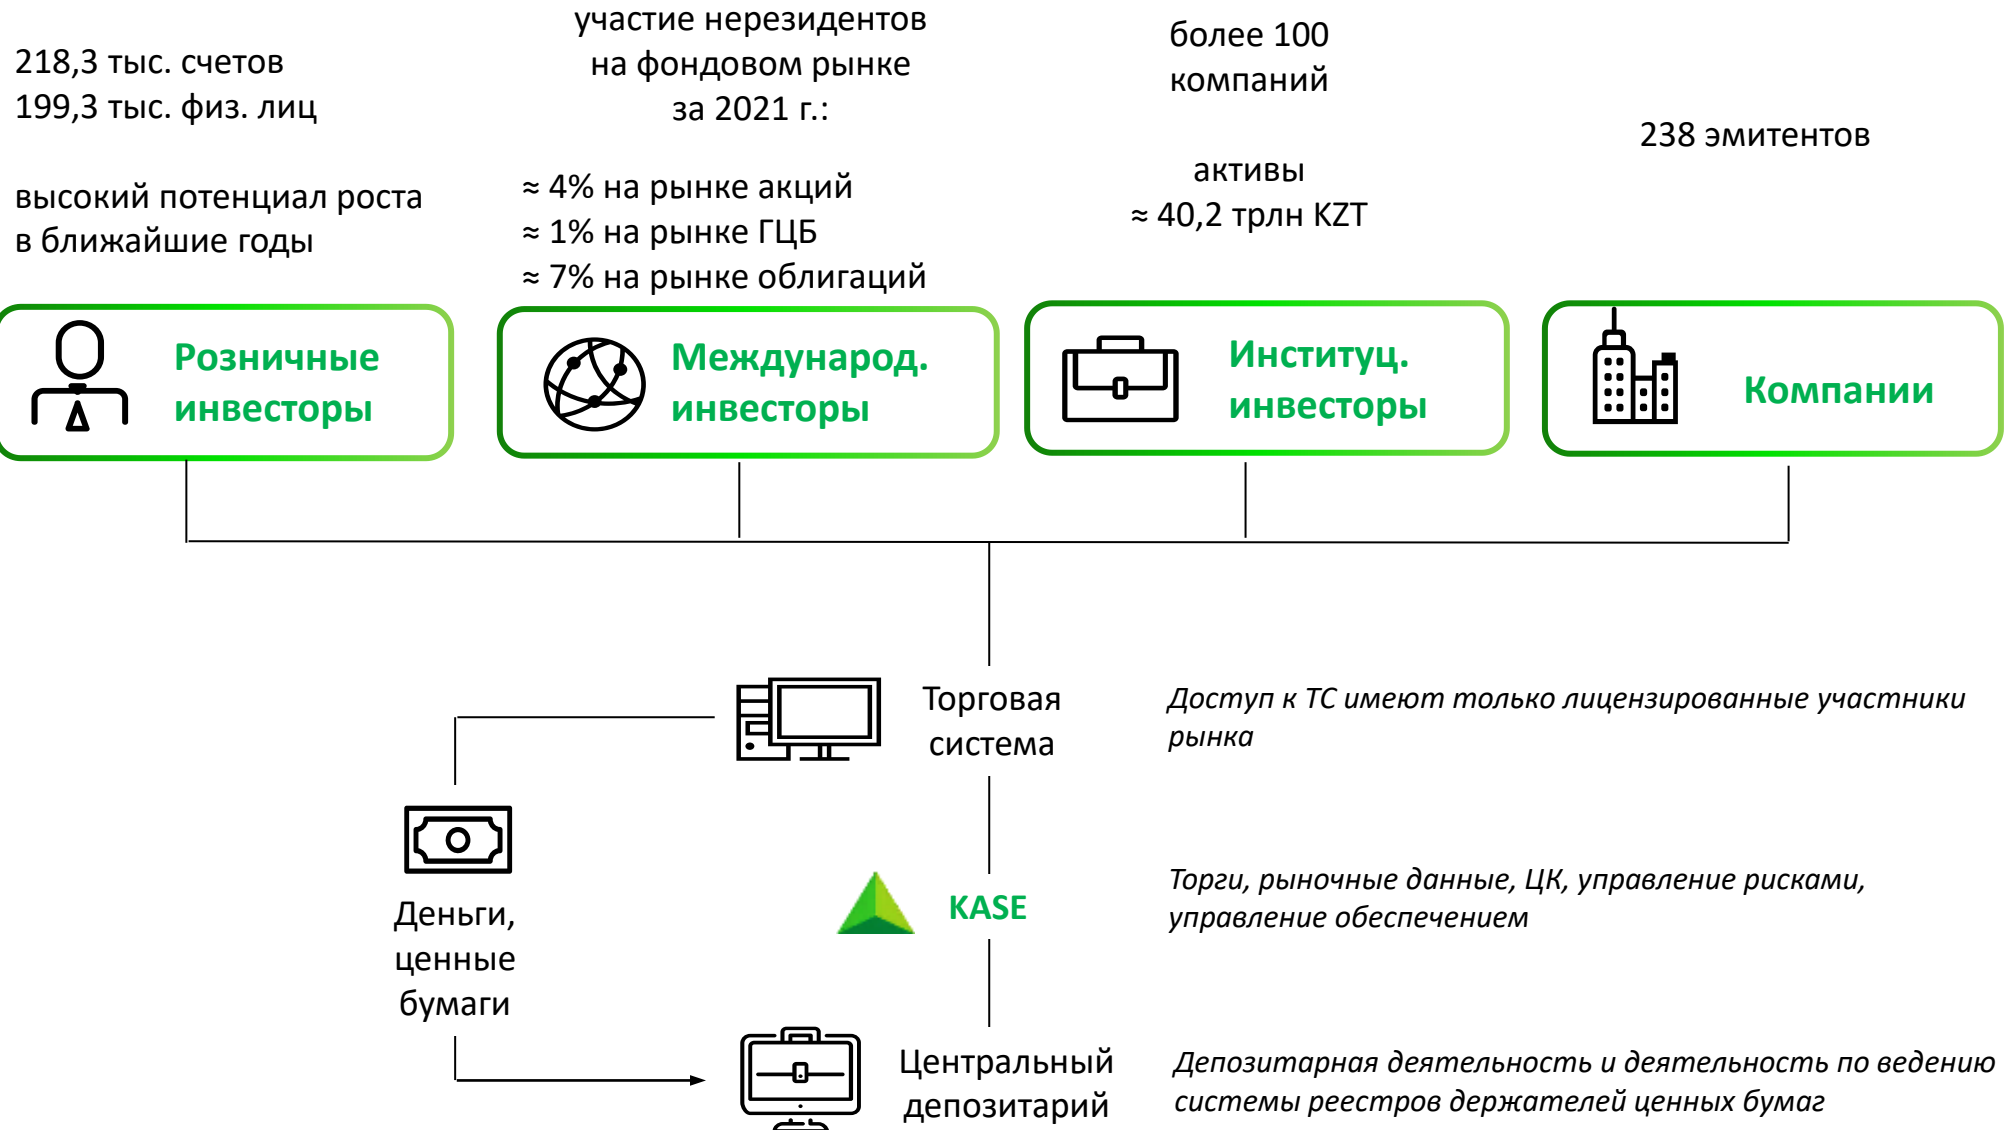 218,3 тыс. счетов
199,3 тыс. физ. лиц
высокий потенциал роста
в ближайшие годы
участие нерезидентов
на фондовом рынке
за 2021 г.:
≈ 4% на рынке акций
≈ 1% на рынке ГЦБ
≈ 7% на рынке облигаций
более 100
компаний
активы
≈ 40,2 трлн KZT
238 эмитентов
Розничные
инвесторы
Международ.
инвесторы
Институц.
инвесторы
Компании
Торговая
система
Доступ к ТС имеют только лицензированные участники
рынка
Деньги,
ценные
бумаги
KASE
Торги, рыночные данные, ЦК, управление рисками,
управление обеспечением
Центральный
депозитарий
Депозитарная деятельность и деятельность по ведению
системы реестров держателей ценных бумаг